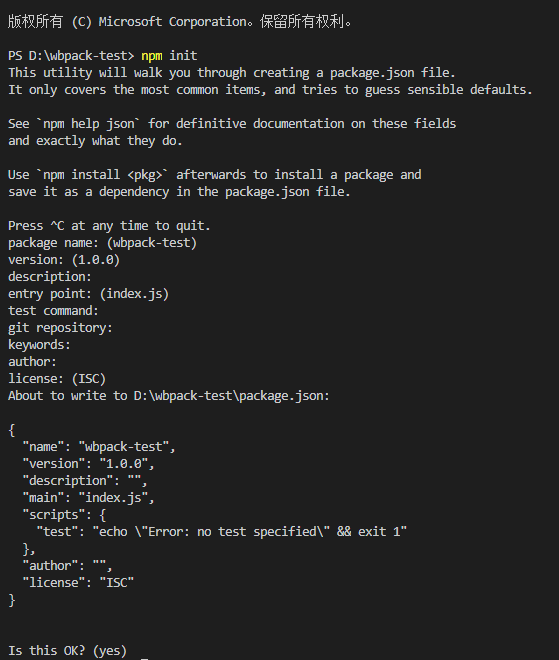 版权所有 (C) Microsoft Corporation。保留所有权利。
PS D:\wbpack-test> npm init
This utility will walk you through creating a package.json file.
It only covers the most common items, and tries to guess sensible defaults.
See `npm help json` for definitive documentation on these fields
and exactly what they do.
Use `npm install <pkg>` afterwards to install a package and
save it as a dependency in the package.json file.
Press ^C at any time to quit.
package name: (wbpack-test)
version: (1.0.0)
description:
entry point: (index.js)
test command:
git repository:
keywords:
author:
license: (ISC)
About to write to D:\wbpack-test\package.json:
{
  "name": "wbpack-test",
  "version": "1.0.0",
  "description": "",
  "main": "index.js",
  "scripts": {
    "test": "echo \"Error: no test specified\" && exit 1"
  },
  "author": "",
  "license": "ISC"
}
Is this OK? (yes)